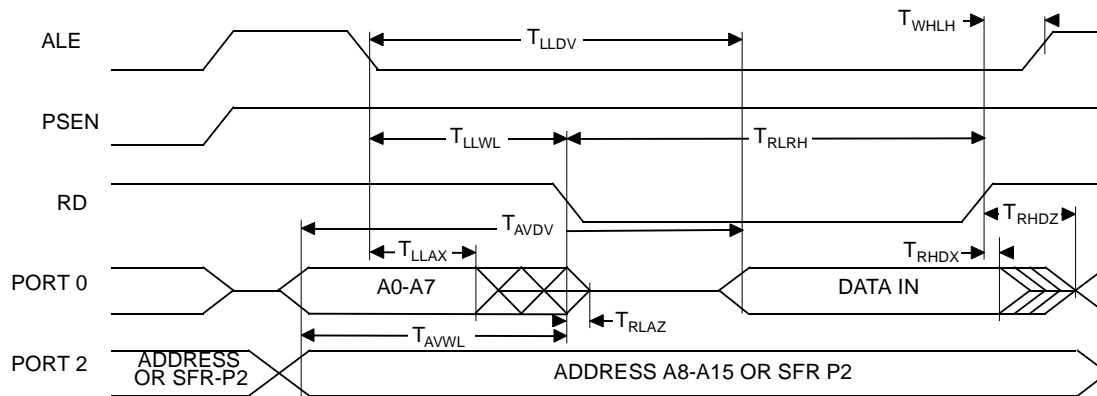 T_WHLH
ALE
T_LLDV
PSEN
T_LLWL
T_RLRH
RD
T_AVDV
T_RHDZ
T_LLAX
T_RHDX
PORT 0
A0-A7
DATA IN
T_RLAZ
T_AVWL
PORT 2
ADDRESS
OR SFR-P2
ADDRESS A8-A15 OR SFR P2